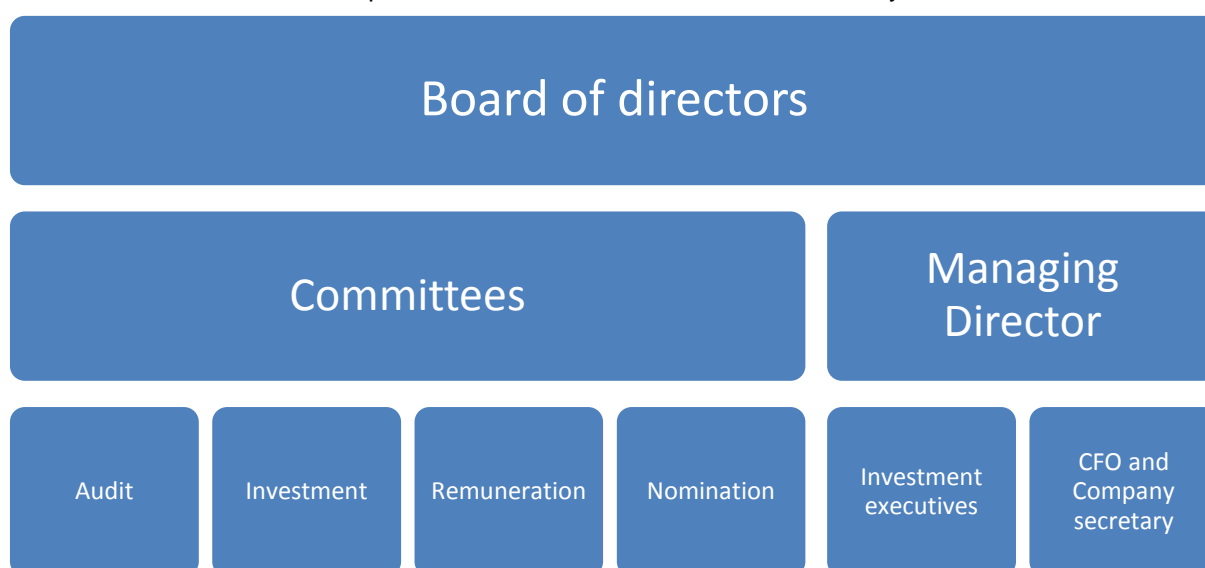 Board of directors
Committees
Managing
Director
Audit
Investment
Remuneration
Nomination
Investment
executives
CFO and
Company
secretary